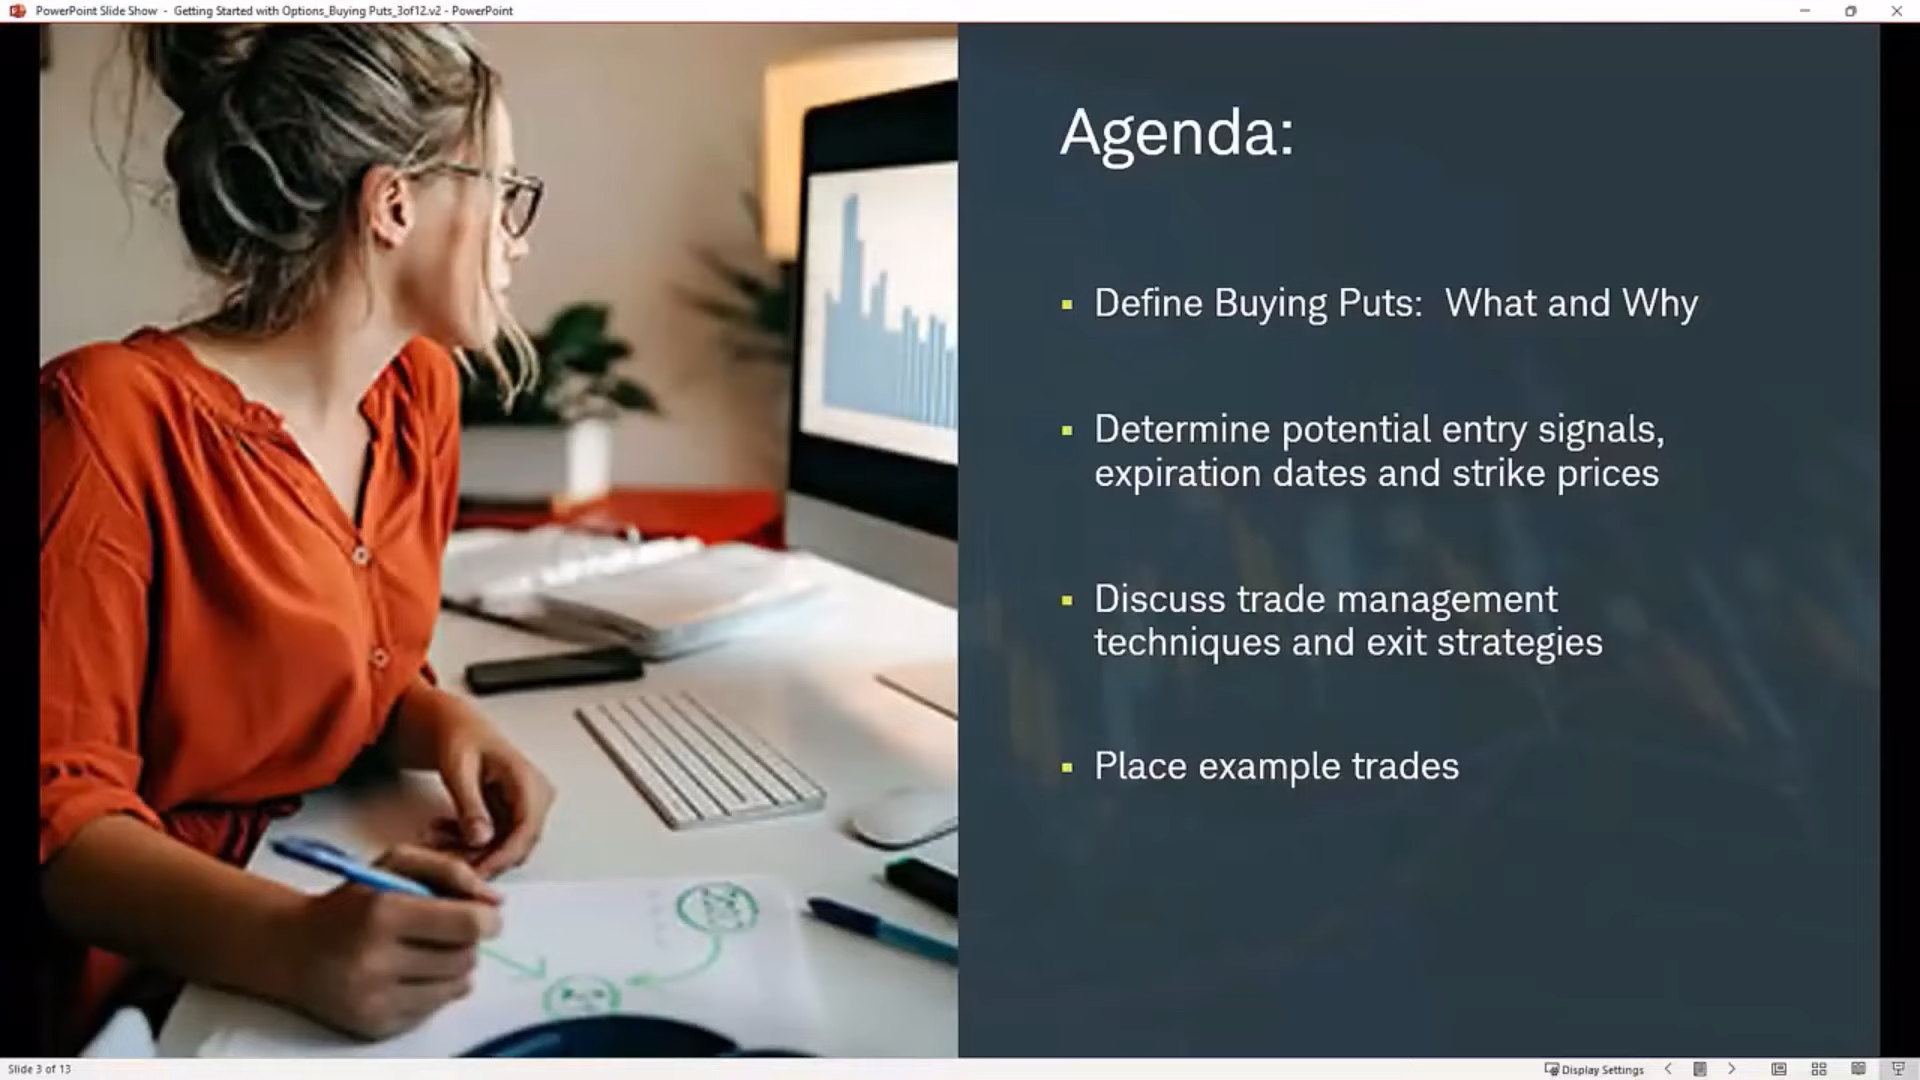 PowerPoint Slide Show - Getting Started with Options_Buying Puts_3of12.v2 - PowerPoint
Agenda:
Define Buying Puts: What and Why
Determine potential entry signals,
expiration dates and strike prices
Discuss trade management
techniques and exit strategies
Place example trades
Slide 3 of 13
Display Settings